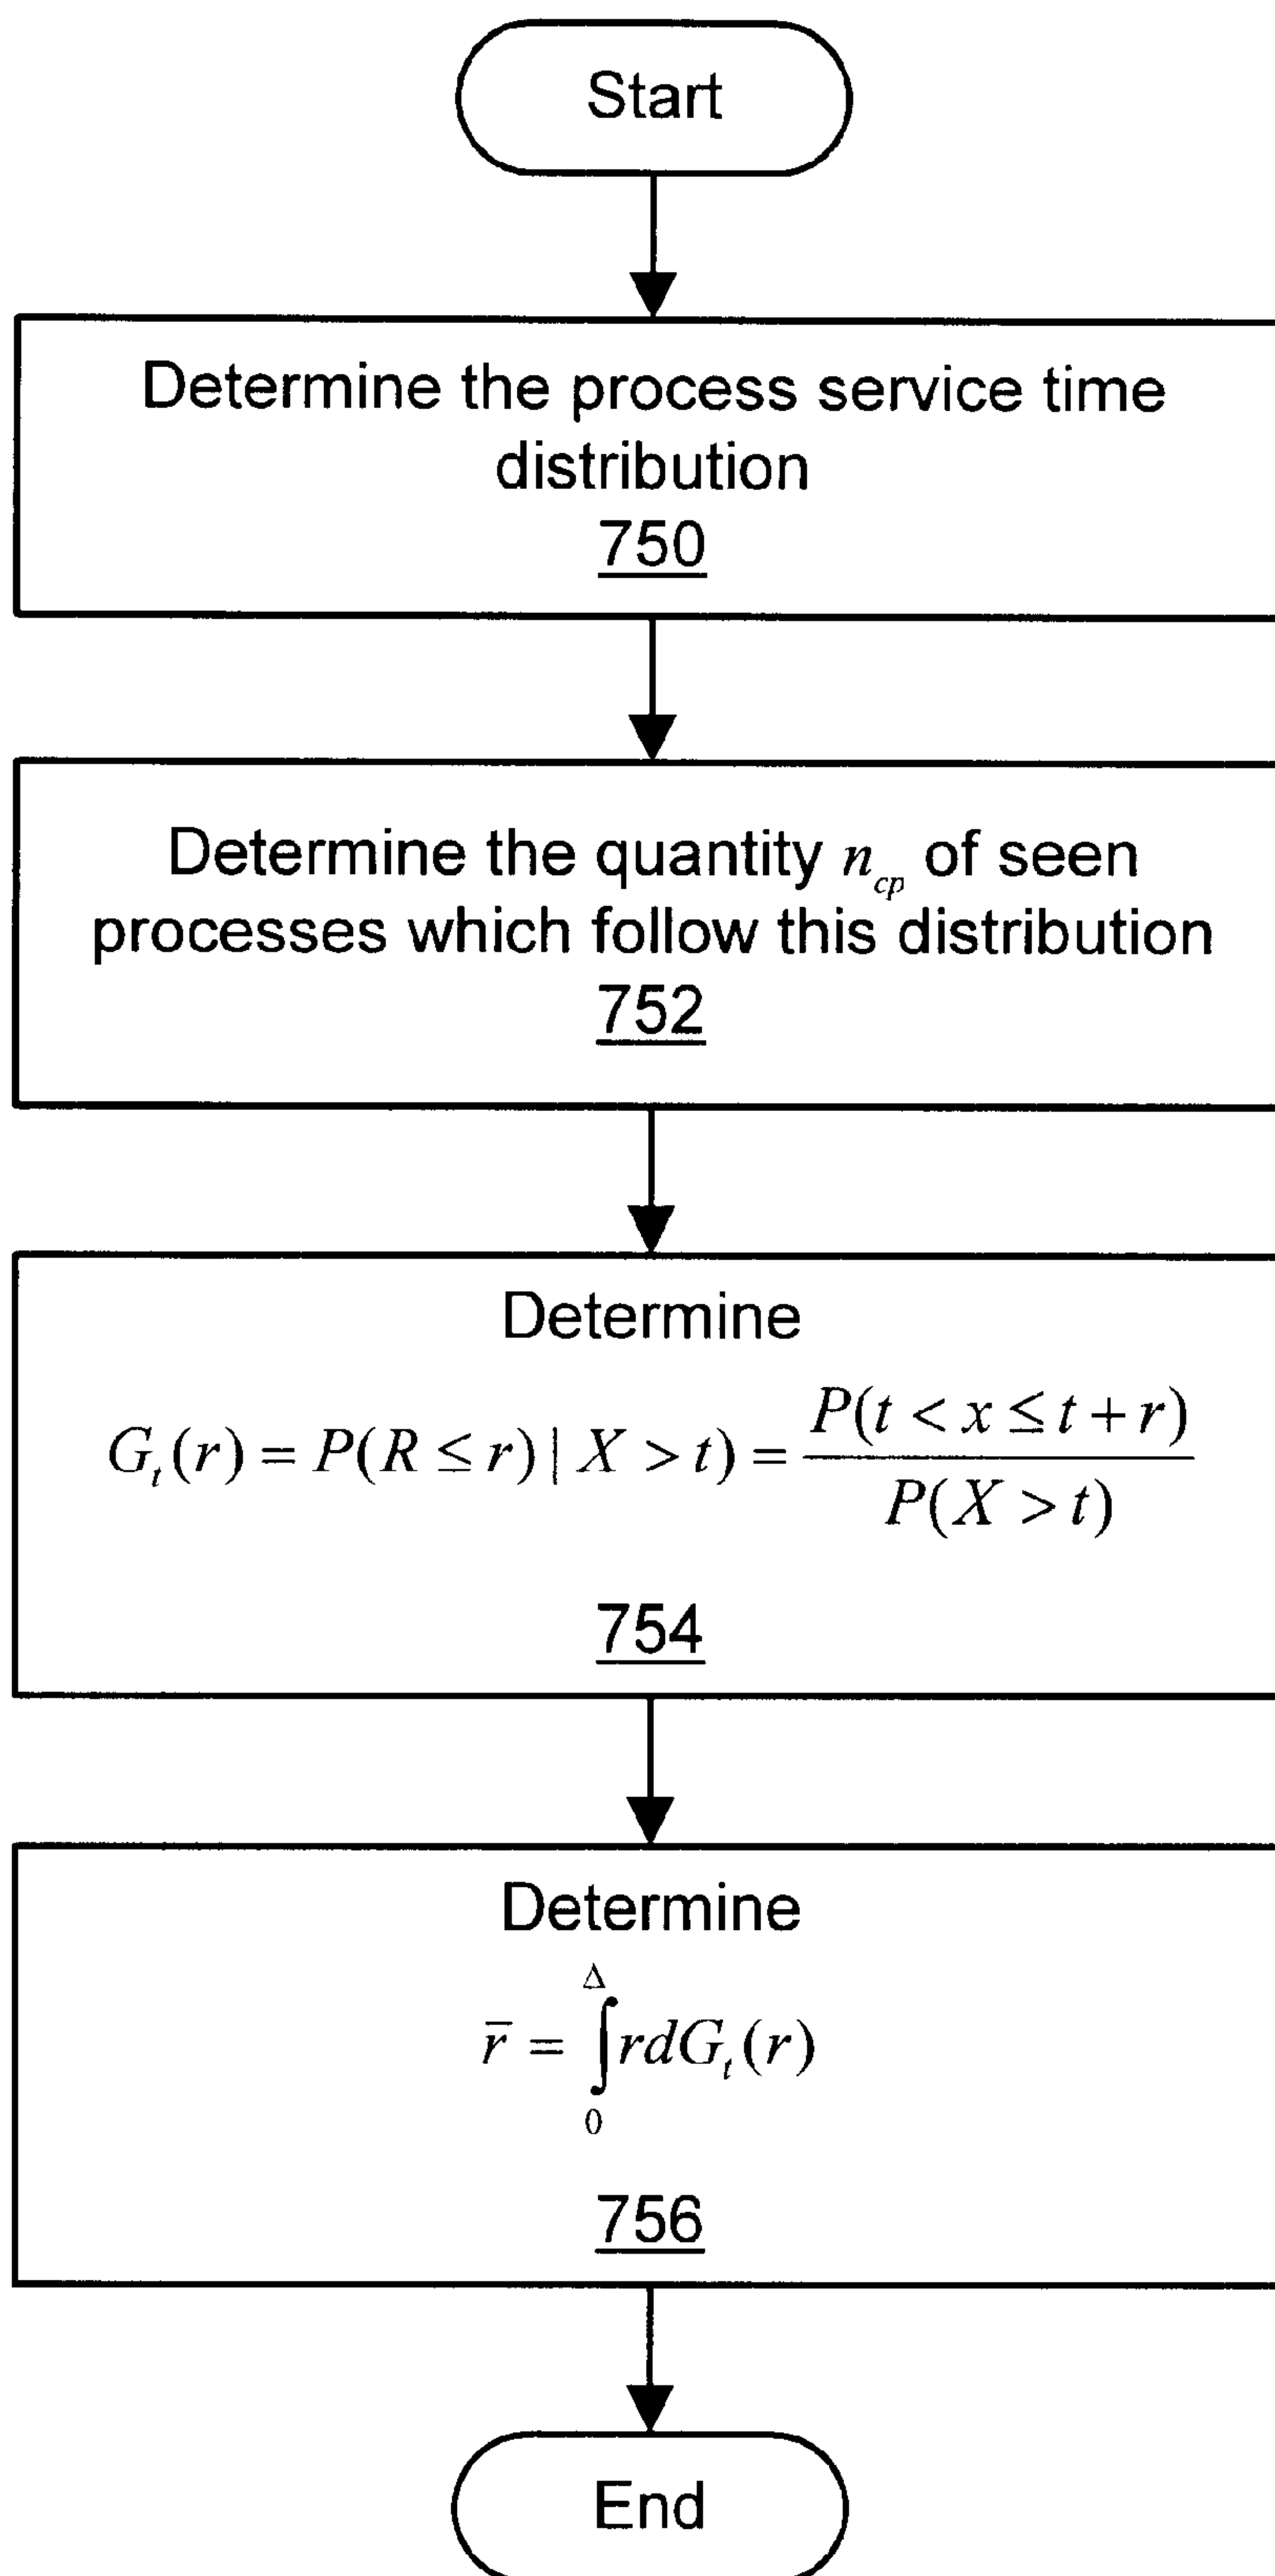 Start
Determine the process service time
distribution
750
Determine the quantity n_cp of seen
processes which follow this distribution
752
Determine
G_t(r) = P(R ≤ r) | X > t) = P(t < x ≤ t + r) / P(X > t)
754
Determine
r̄ = ∫_0^Δ r d G_t(r)
756
End